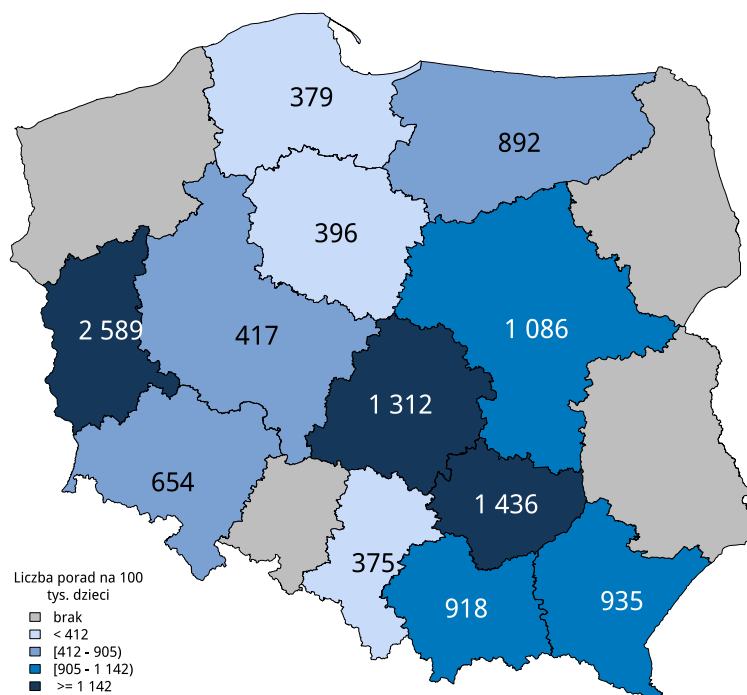 379
892
396
2 589
417
1 086
1 312
654
1 436
375
918
935
Liczba porad na 100
tys. dzieci
brak
< 412
[412 - 905)
[905 - 1 142)
>= 1 142